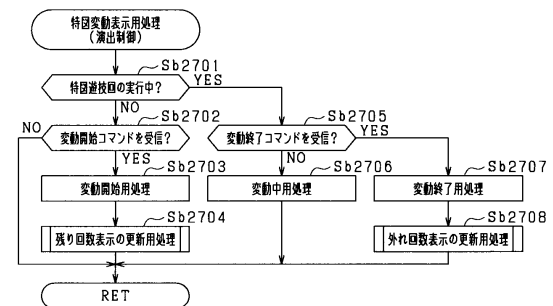 特図変動表示用処理
(演出制御)
Sb2701
特図遊技回の実行中?
YES
NO
Sb2702
Sb2705
NO
変動開始コマンドを受信?
変動終了コマンドを受信?
YES
YES
NO
Sb2703
Sb2706
Sb2707
変動開始用処理
変動中用処理
変動終了用処理
Sb2704
Sb2708
残り回数表示の更新用処理
外れ回数表示の更新用処理
RET